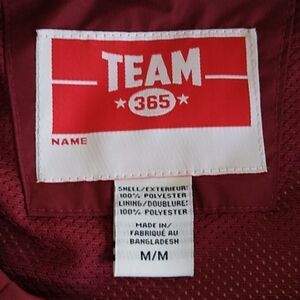 TEAM
365
NAME
SHELL/EXTERIEUR:
100% POLYESTER
LINING/DOUBLURE:
100% POLYESTER
MADE IN/
FABRIQUÉ AU
BANGLADESH
M/M